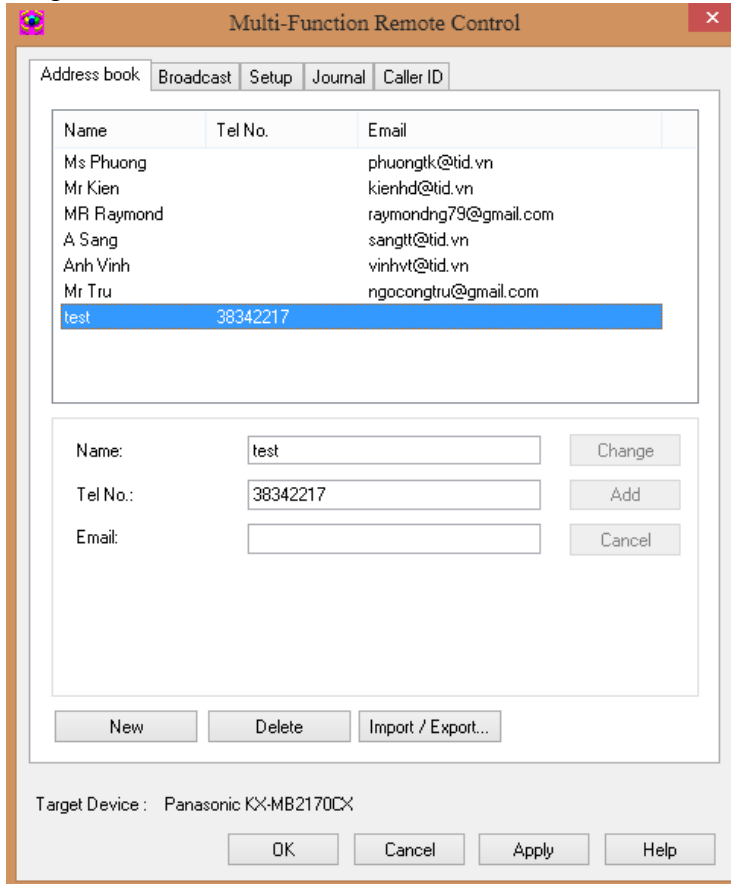 Multi-Function Remote Control
Address book Broadcast Setup Journal Caller ID
Name Tel No. Email
Ms Phuong phuongtk@tid.vn
Mr Kien kienhd@tid.vn
MR Raymond raymondng79@gmail.com
A Sang sangtt@tid.vn
Anh Vinh vinhvt@tid.vn
Mr Tru ngocongtru@gmail.com
test 38342217
Name: test Change
Tel No.: 38342217 Add
Email: Cancel
New Delete Import / Export...
Target Device : Panasonic KX-MB2170CX
OK Cancel Apply Help